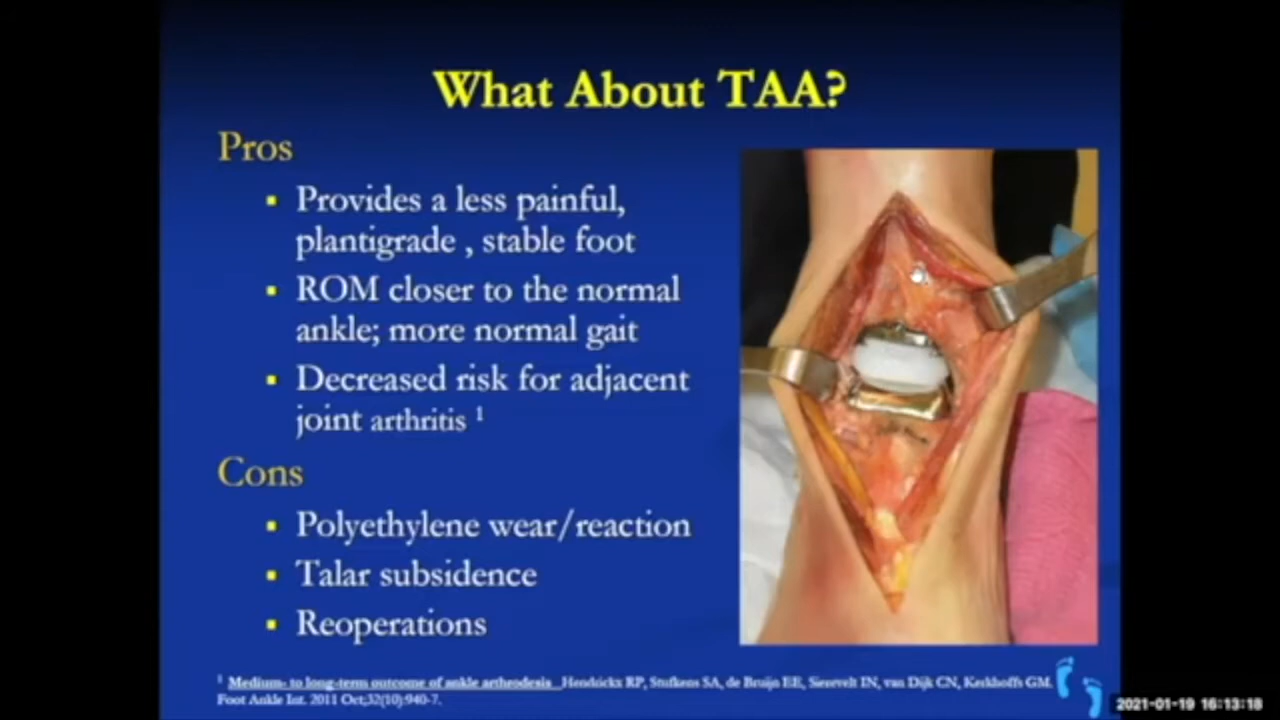 What About TAA?
Pros
▪ Provides a less painful,
plantigrade , stable foot
▪ ROM closer to the normal
ankle; more normal gait
▪ Decreased risk for adjacent
joint arthritis 1
Cons
▪ Polyethylene wear/reaction
▪ Talar subsidence
▪ Reoperations
1 Medium- to long-term outcome of ankle arthrodesis Hendrickx RP, Stufkens SA, de Bruijn EE, Sierevelt IN, van Dijk CN, Kerkhoffs GM.
Foot Ankle Int. 2011 Oct;32(10):940-7.
2021-01-19 16:13:18